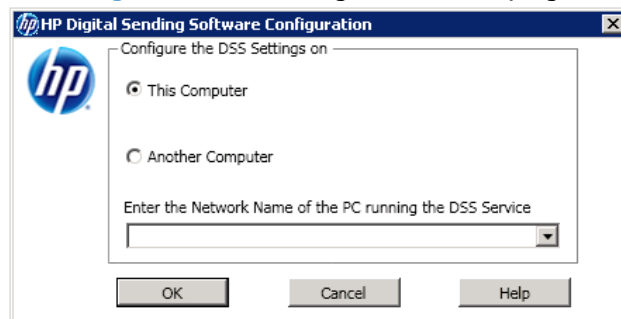 HP Digital Sending Software Configuration
Configure the DSS Settings on
hp
This Computer
Another Computer
Enter the Network Name of the PC running the DSS Service
OK
Cancel
Help